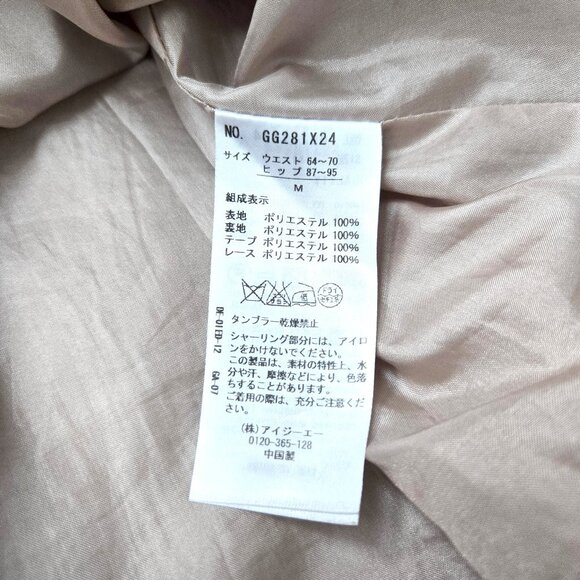 NO. GG281X24
サイズ ウエスト 64~70
ヒップ 87~95
M
組成表示
表地 ポリエステル 100%
裏地 ポリエステル 100%
テープ ポリエステル 100%
レース ポリエステル 100%
ドライ
タンブラー乾燥禁止
シャーリング部分には、アイロ
ンをかけないでください。
この製品は、素材の特性上、水
分や汗、摩擦などにより、色落
ちすることがあります。
ご着用の際は、充分ご注意くだ
さい。
(株)アイジーエー
0120-365-128
中国製
DE-01ED-12 GA-07